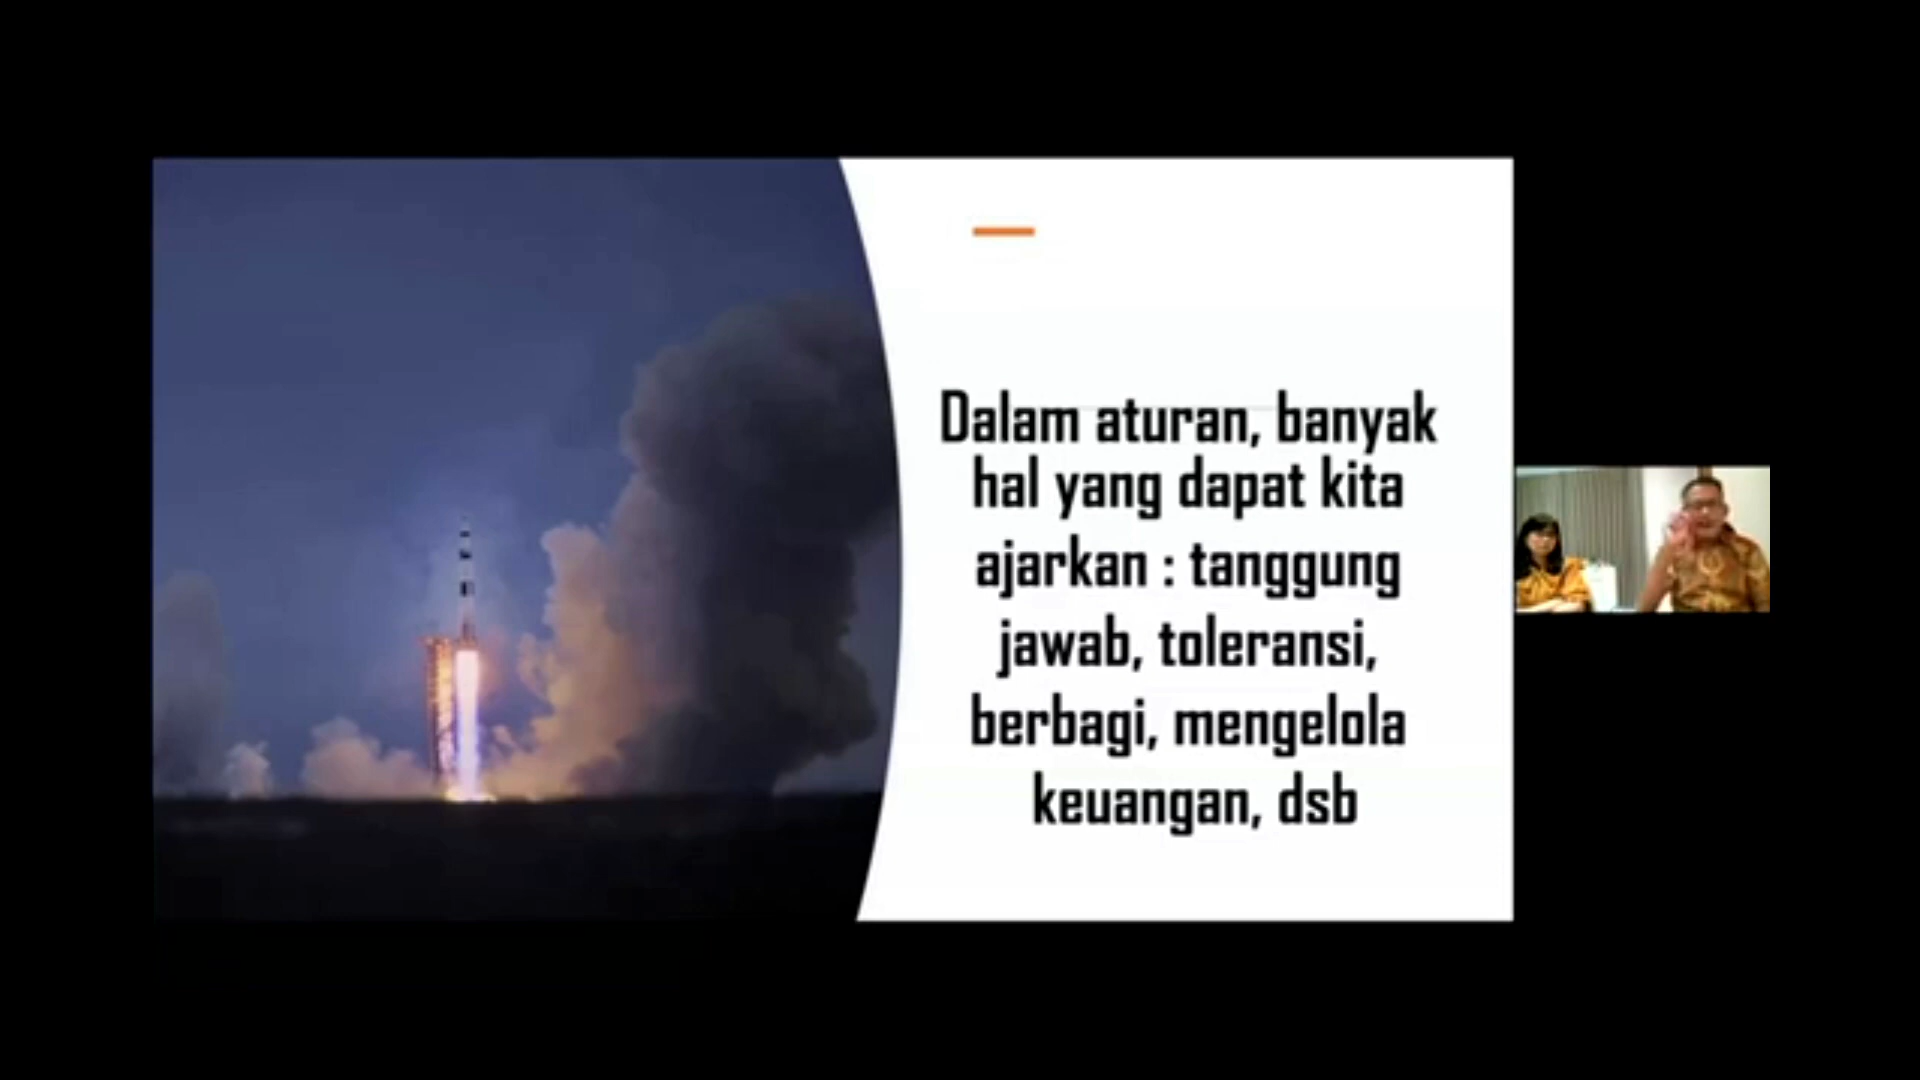 Dalam aturan, banyak
hal yang dapat kita
ajarkan : tanggung
jawab, toleransi,
berbagi, mengelola
keuangan, dsb